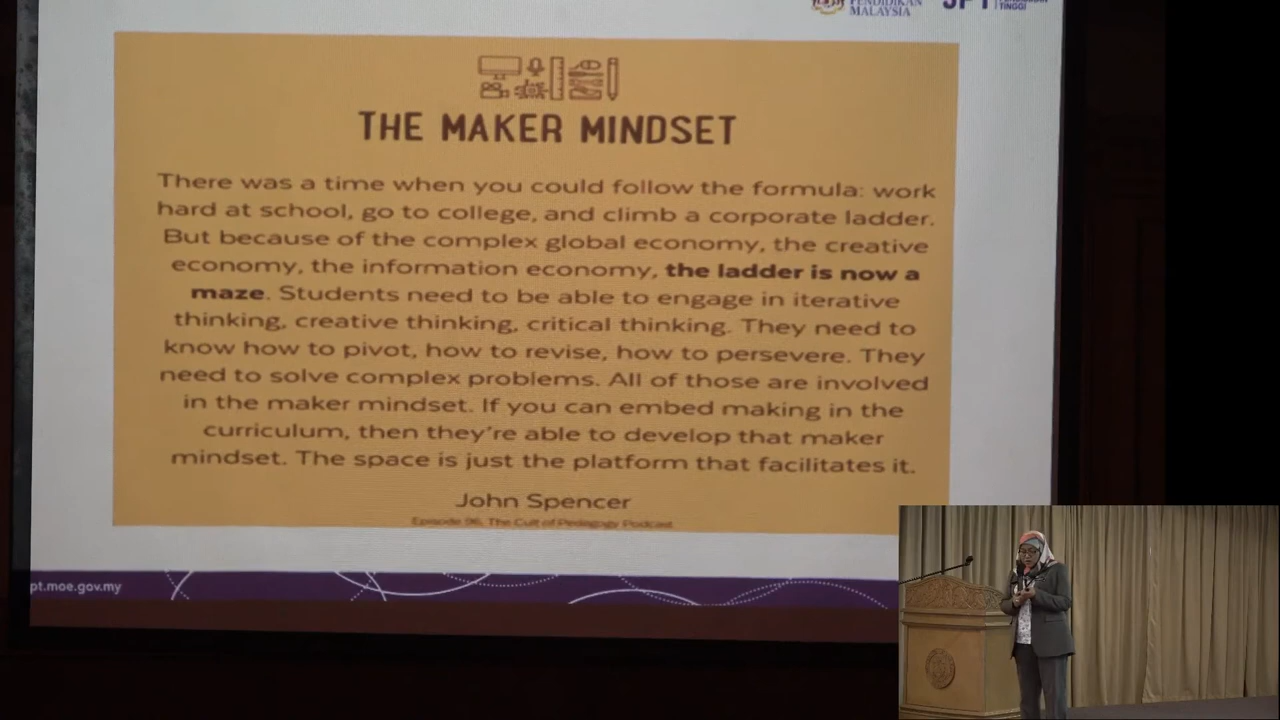 PENDIDIKAN
MALAYSIA
TINGGI
THE MAKER MINDSET
There was a time when you could follow the formula: work
hard at school, go to college, and climb a corporate ladder.
But because of the complex global economy, the creative
economy, the information economy, the ladder is now a
maze. Students need to be able to engage in iterative
thinking, creative thinking, critical thinking. They need to
know how to pivot, how to revise, how to persevere. They
need to solve complex problems. All of those are involved
in the maker mindset. If you can embed making in the
curriculum, then they're able to develop that maker
mindset. The space is just the platform that facilitates it.
John Spencer
Episode 96, The Cult of Pedagogy Podcast
pt.moe.gov.my